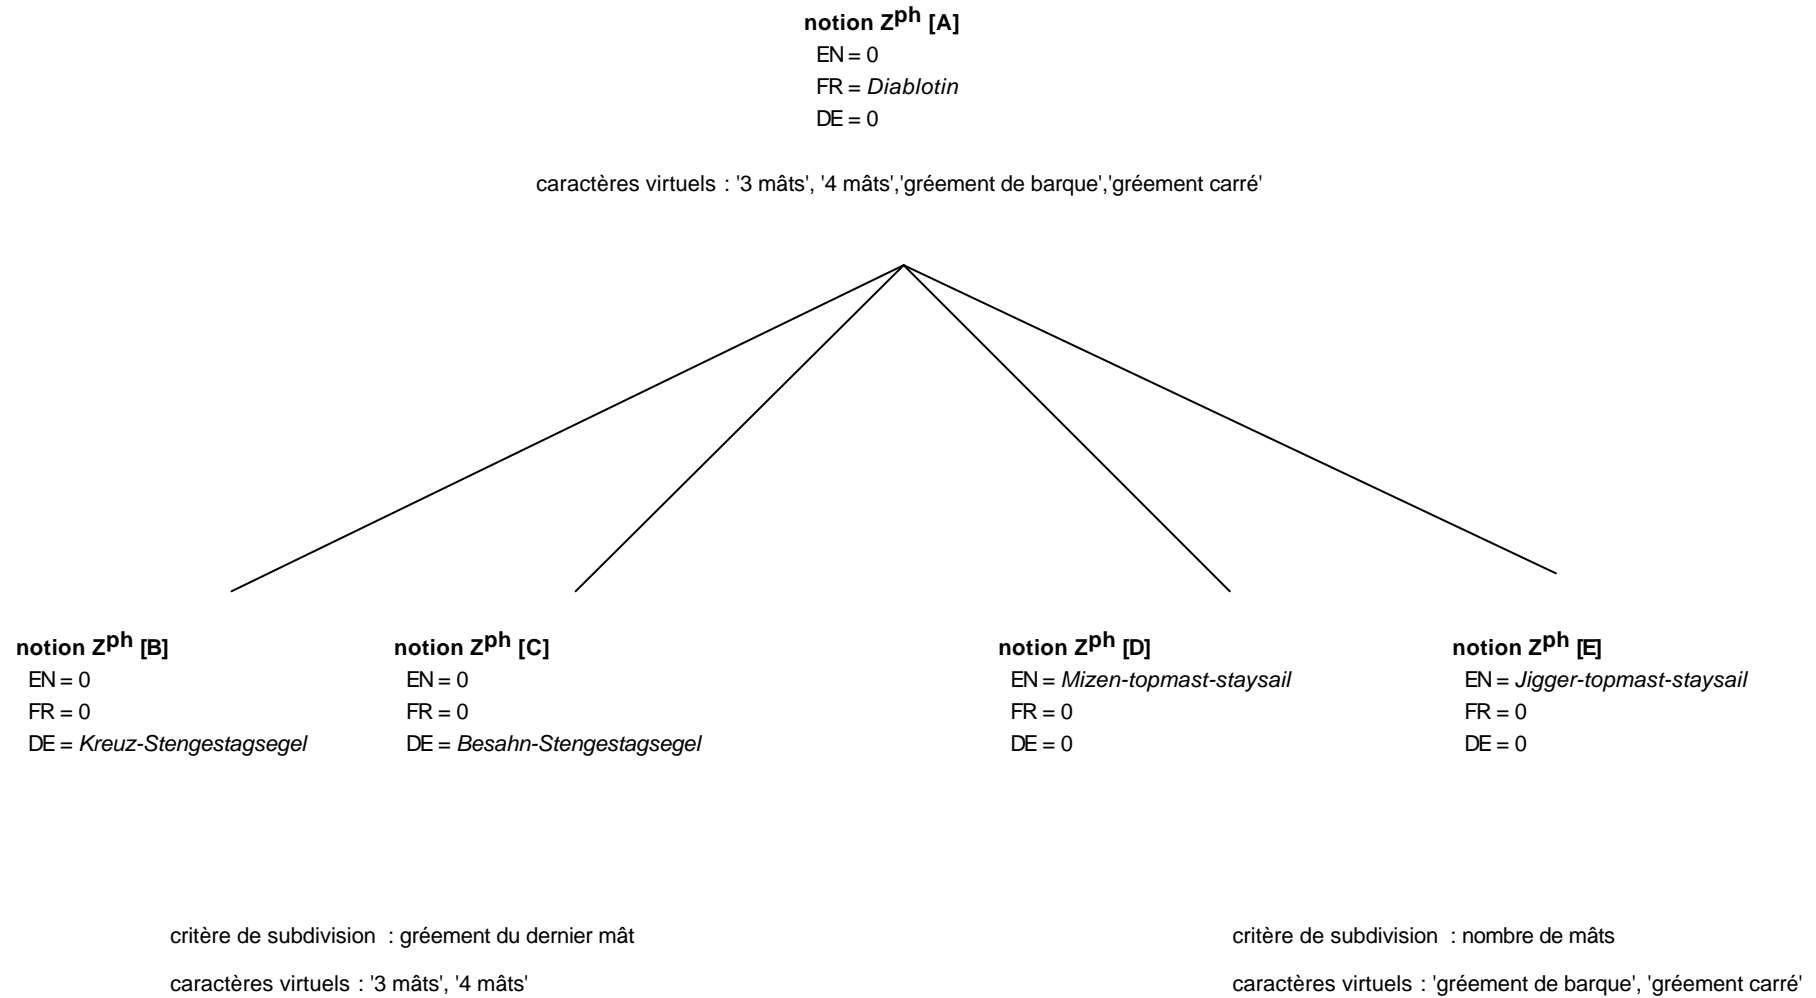 notion Zph [A]
EN = 0
FR = Diablotin
DE = 0
caractères virtuels : '3 mâts', '4 mâts','gréement de barque','gréement carré'
notion Zph [B]
EN = 0
FR = 0
DE = Kreuz-Stengestagsegel
notion Zph [C]
EN = 0
FR = 0
DE = Besahn-Stengestagsegel
notion Zph [D]
EN = Mizen-topmast-staysail
FR = 0
DE = 0
notion Zph [E]
EN = Jigger-topmast-staysail
FR = 0
DE = 0
critère de subdivision : gréement du dernier mât
caractères virtuels : '3 mâts', '4 mâts'
critère de subdivision : nombre de mâts
caractères virtuels : 'gréement de barque', 'gréement carré'